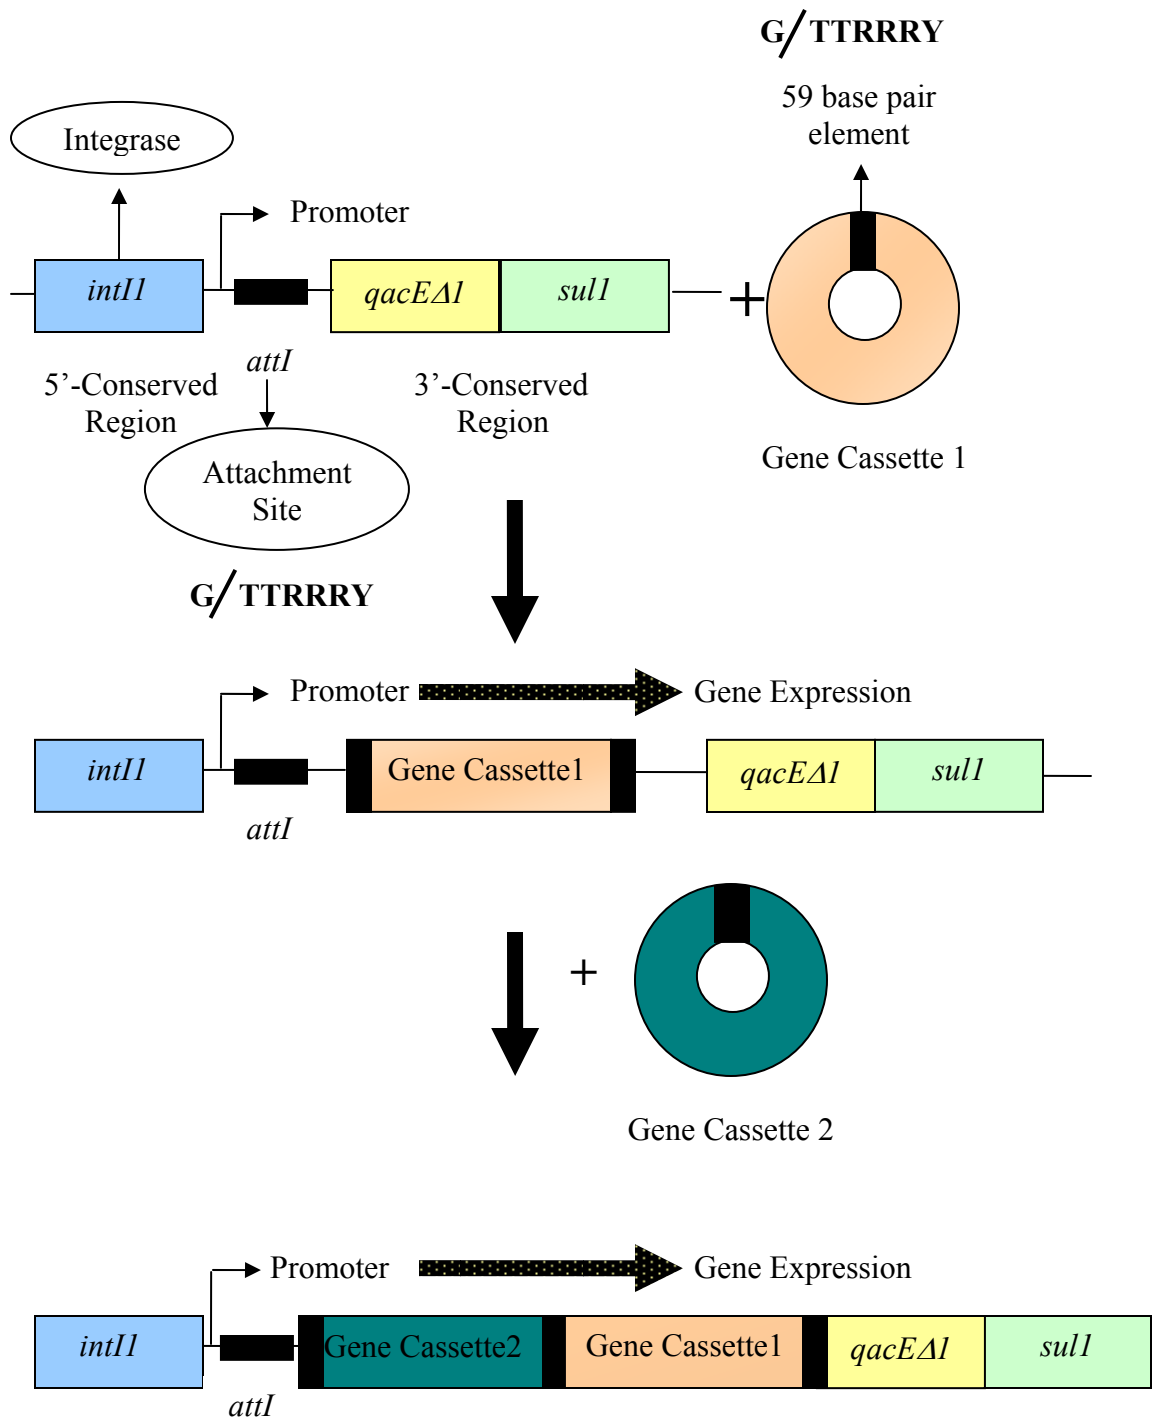 G/TTRRRY
59 base pair
element
Integrase
Promoter
intI1
qacEΔ1
sul1
+
attI
5’-Conserved
Region
3’-Conserved
Region
Gene Cassette 1
Attachment
Site
G/TTRRRY
Promoter
Gene Expression
intI1
Gene Cassette1
qacEΔ1
sul1
attI
+
Gene Cassette 2
Promoter
Gene Expression
intI1
Gene Cassette2
Gene Cassette1
qacEΔ1
sul1
attI